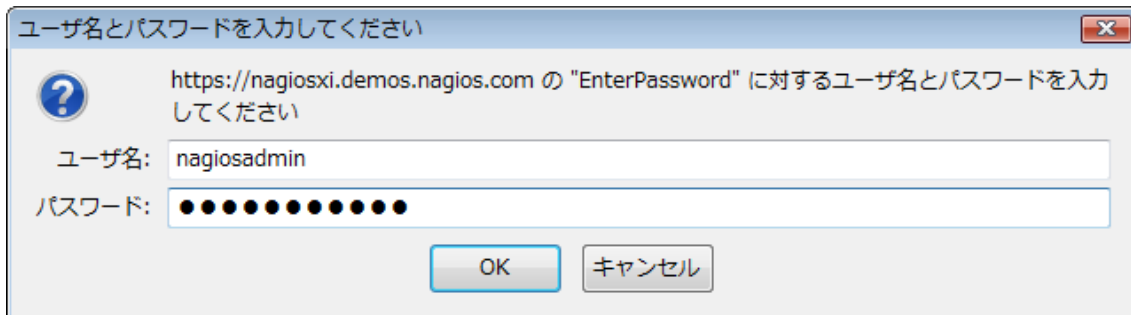 ユーザ名とパスワードを入力してください
https://nagiosxi.demos.nagios.com の "EnterPassword" に対するユーザ名とパスワードを入力
してください
ユーザ名: nagiosadmin
パスワード: ●●●●●●●●●●●
OK キャンセル